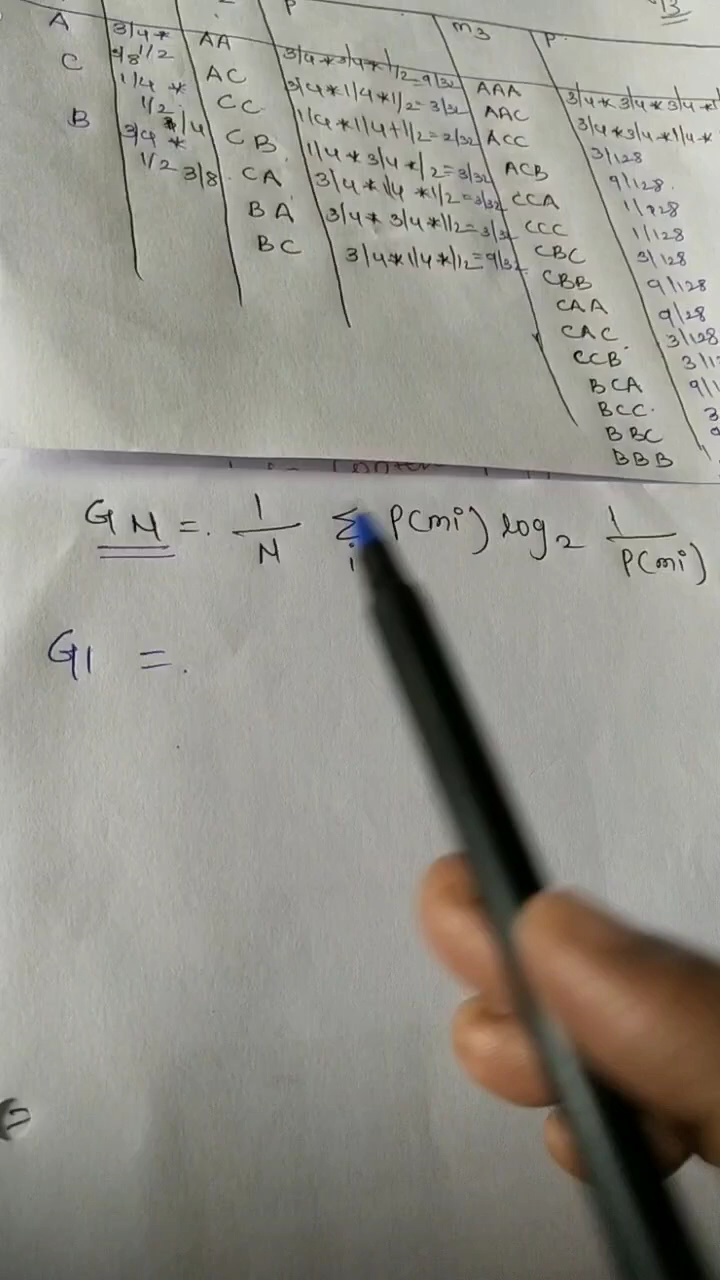 P m3 P 13
A 3/4* AA 3/4*3/4*1/2=9/32 AAA 3/4*3/4*3/4*
3/8 1/2
C 1/4 * AC 3/4*1/4*1/2=3/32 AAC 3/4*3/4*1/4*
1/2 CC 1/4*1/4+1/2=2/32 ACC 3/128
B 3/4 * CB 1/4*3/4*/2=3/32 ACB 9/128
1/2 3/8 CA 3/4*1/4*1/2=3/32 CCA 1/128
BA 3/4*3/4*1/2=3/32 CCC 1/128
BC 3/4*1/4*1/2=9/32 CBC 3/128
CBB 9/128
CAA 9/128
CAC 3/128
CCB
BCA
BCC
BBC
BBB
GN = 1/N Σi P(mi) log2 1/P(mi)
G1 =